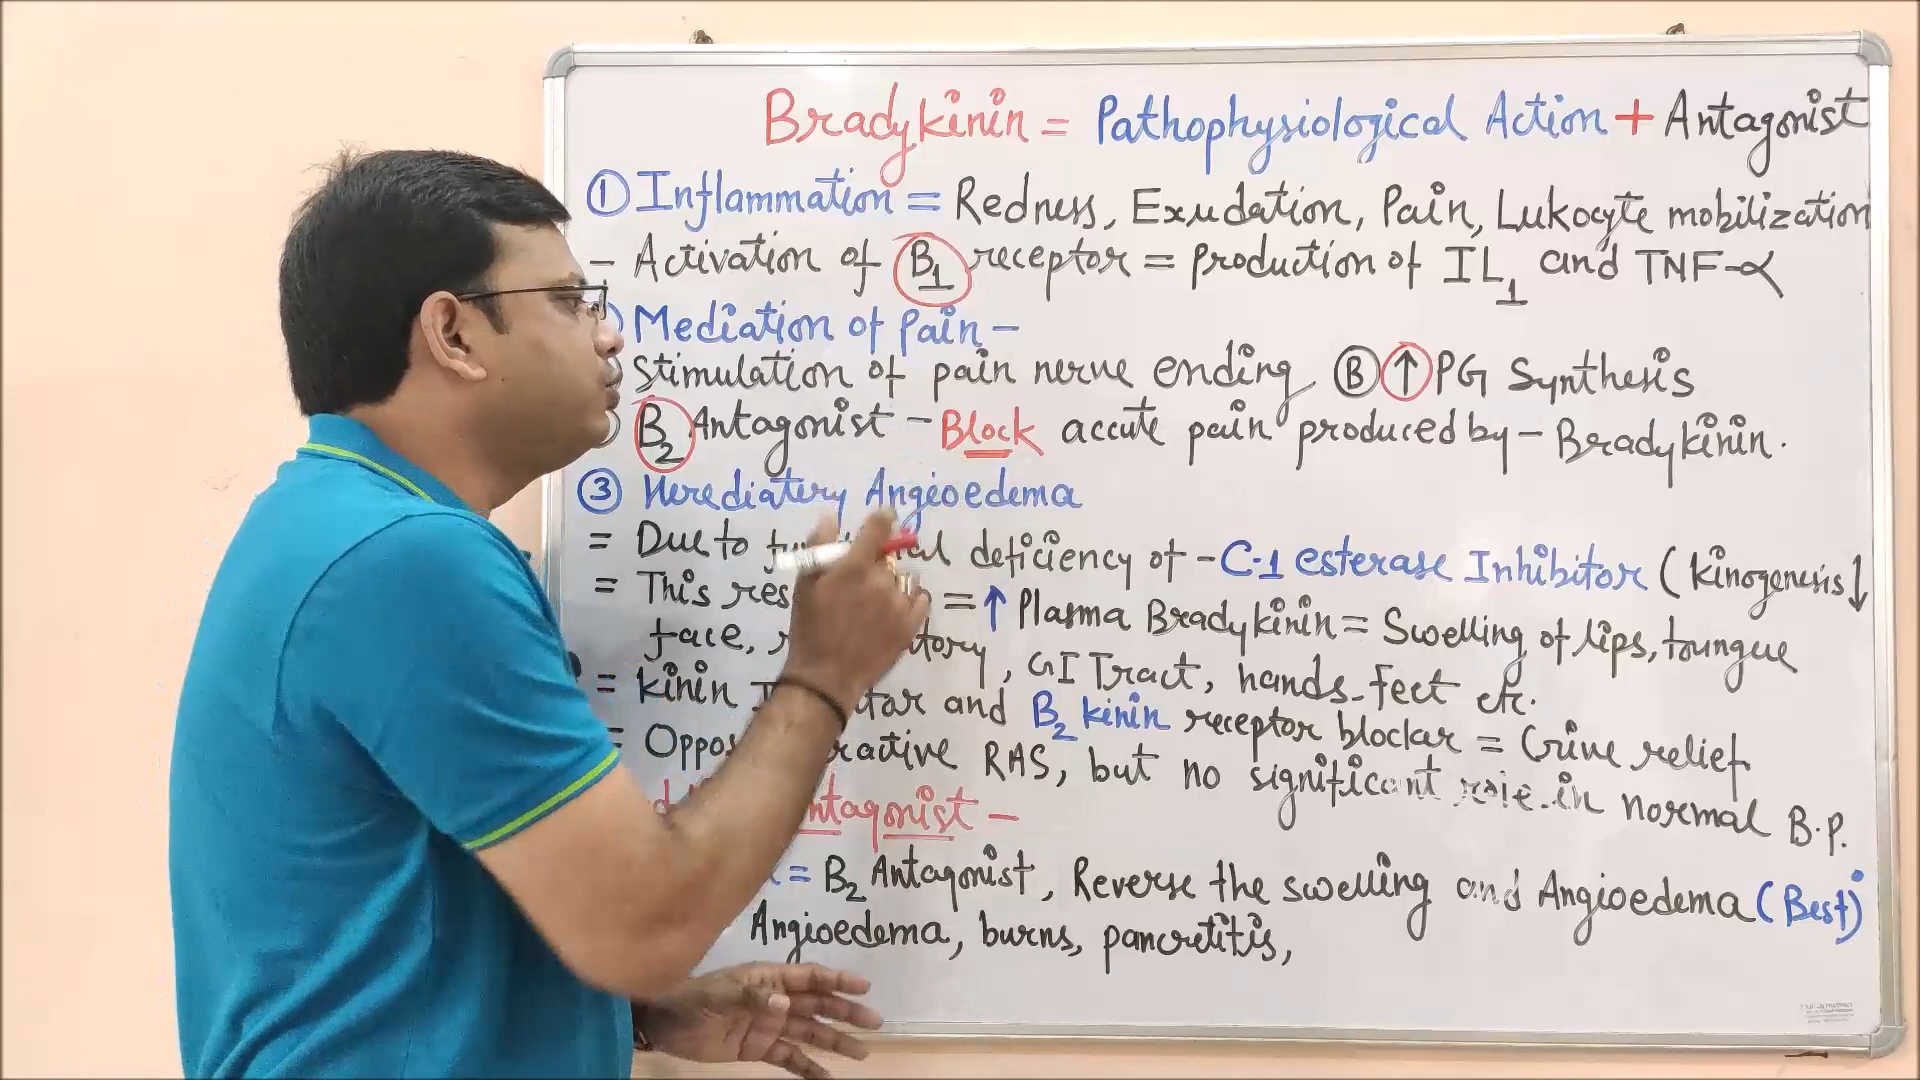 Bradykinin = Pathophysiological Action + Antagonist
① Inflammation = Redness, Exudation, Pain, Lukocyte mobilization
- Activation of B1 receptor = production of IL1 and TNF-α
Mediation of pain -
Stimulation of pain nerve ending Ⓑ ↑ PG Synthesis
B2 Antagonist - Block accute pain produced by - Bradykinin.
③ Herediatery Angioedema
= Due to deficiency of - C-1 esterase Inhibitor (kinogenesis ↓
= This = ↑ Plasma Bradykinin = Swelling of lips, toungue
face, GI Tract, hands-feet etc.
= Kinin and B2 kinin receptor blockar = Give relief
= RAS, but no significant role in normal B.P.
Antagonist -
= B2 Antagonist, Reverse the swelling and Angioedema (Best)
Angioedema, burns, pancretitis,